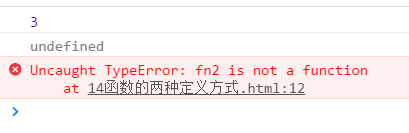 3
undefined
Uncaught TypeError: fn2 is not a function
at 14函数的两种定义方式.html:12